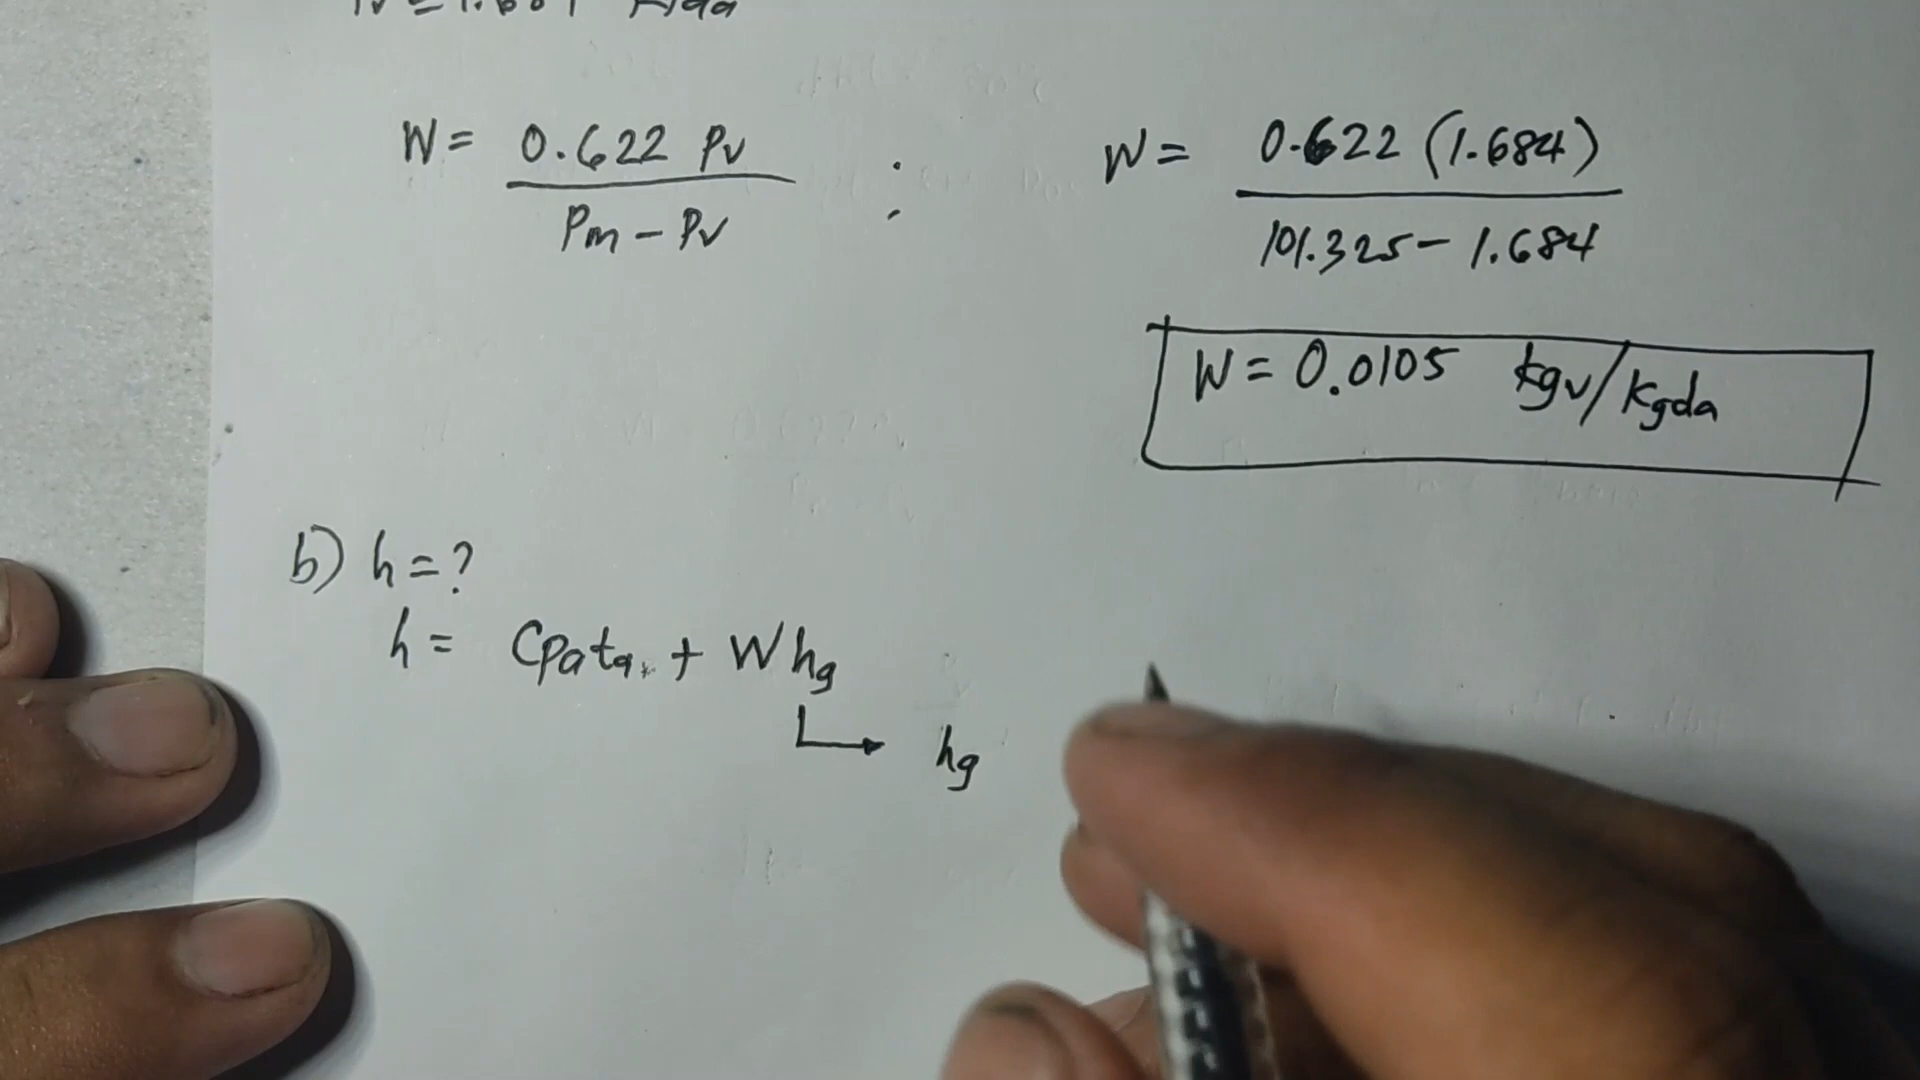 W = 0.622 Pv / Pm - Pv ; W = 0.622 (1.684) / 101.325 - 1.684
W = 0.0105 kgv/kgda
b) h = ?
h = Cpata + Whg
hg